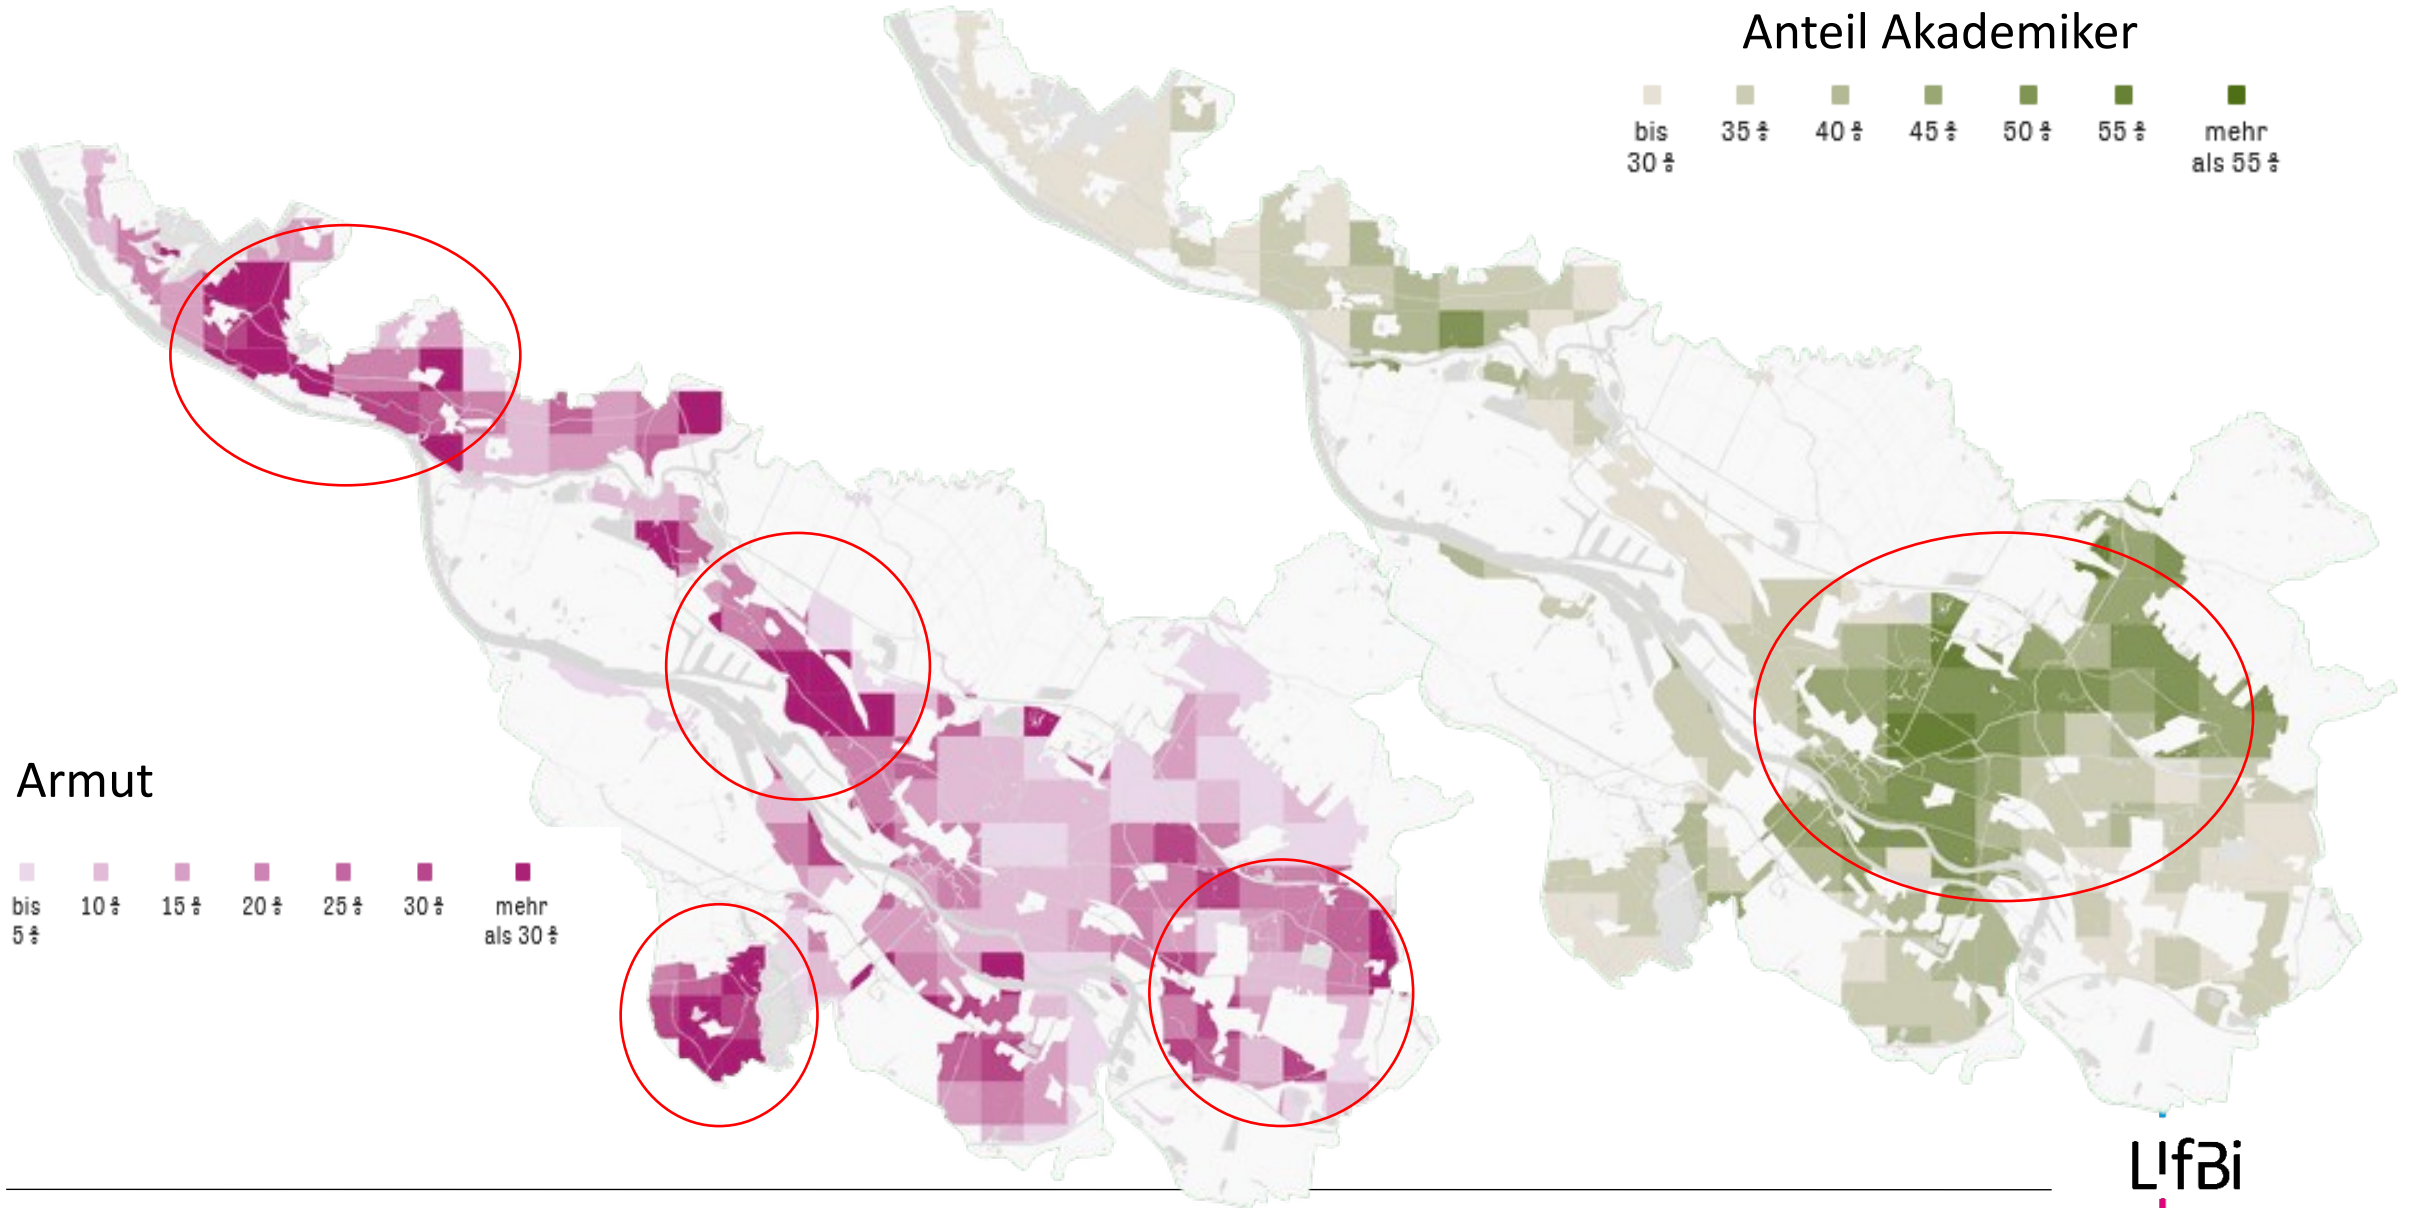 Anteil Akademiker
bis 30 % 35 % 40 % 45 % 50 % 55 % mehr als 55 %
Armut
bis 5 % 10 % 15 % 20 % 25 % 30 % mehr als 30 %
LIfBi